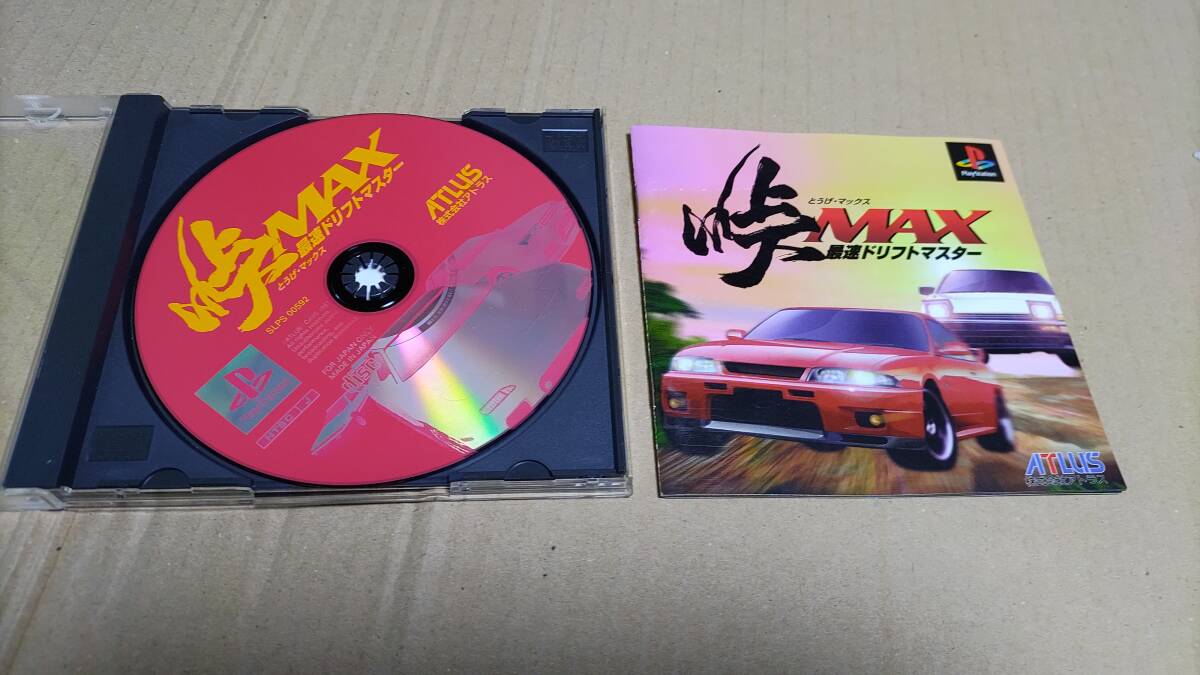 峠MAX
最速ドリフトマスター
とうげ・マックス
ATLUS
株式会社アトラス
SLPS 00592
FOR JAPAN ONLY
MADE IN JAPAN
NTSC J
disc
PlayStation
とうげ・マックス
峠MAX
最速ドリフトマスター
ATLUS
株式会社アトラス